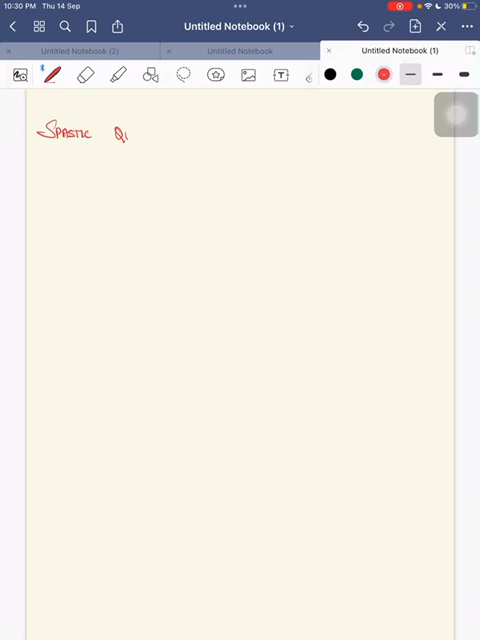 10:30 PM Thu 14 Sep 30%
Untitled Notebook (1)
Untitled Notebook (2) Untitled Notebook Untitled Notebook (1)
T
SPASTIC